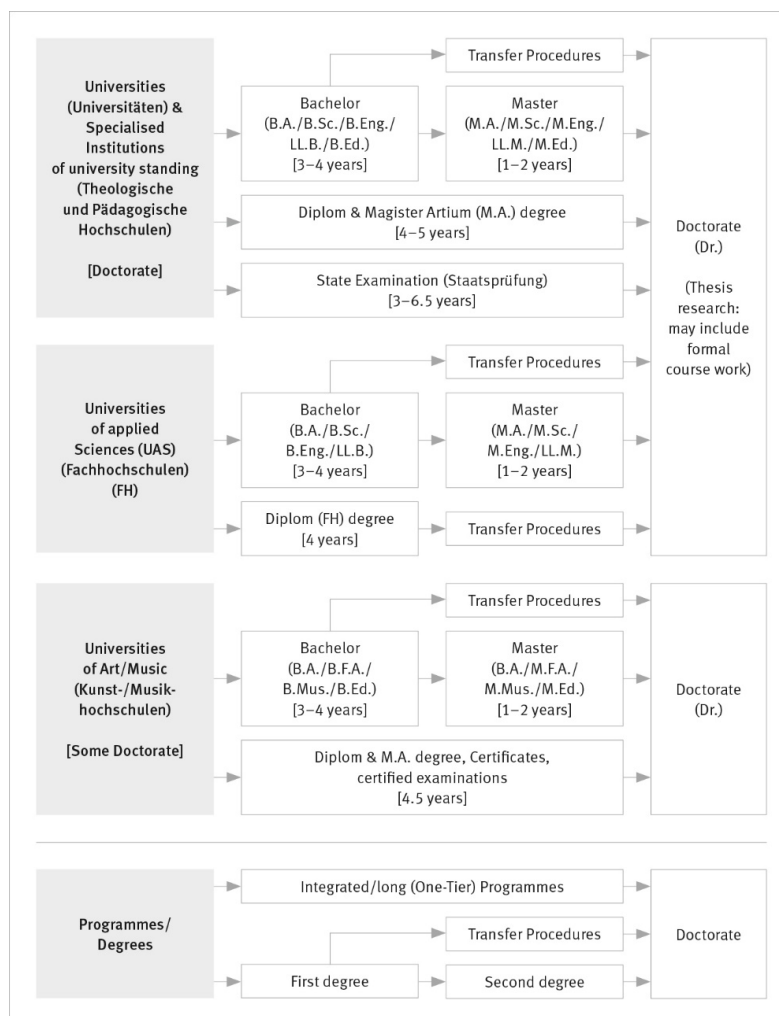 Universities
(Universitäten) &
Specialised
Institutions
of university standing
(Theologische
und Pädagogische
Hochschulen)
[Doctorate]
Transfer Procedures
Bachelor
(B.A./B.Sc./B.Eng./
LL.B./B.Ed.)
[3–4 years]
Master
(M.A./M.Sc./M.Eng./
LL.M./M.Ed.)
[1–2 years]
Diplom & Magister Artium (M.A.) degree
[4–5 years]
State Examination (Staatsprüfung)
[3–6.5 years]
Doctorate
(Dr.)
(Thesis
research:
may include
formal
course work)
Universities
of applied
Sciences (UAS)
(Fachhochschulen)
(FH)
Transfer Procedures
Bachelor
(B.A./B.Sc./
B.Eng./LL.B.)
[3–4 years]
Master
(M.A./M.Sc./
M.Eng./LL.M.)
[1–2 years]
Diplom (FH) degree
[4 years]
Transfer Procedures
Universities
of Art/Music
(Kunst-/Musik-
hochschulen)
[Some Doctorate]
Transfer Procedures
Bachelor
(B.A./B.F.A./
B.Mus./B.Ed.)
[3–4 years]
Master
(B.A./M.F.A./
M.Mus./M.Ed.)
[1–2 years]
Diplom & M.A. degree, Certificates,
certified examinations
[4.5 years]
Doctorate
(Dr.)
Programmes/
Degrees
Integrated/long (One-Tier) Programmes
Transfer Procedures
First degree
Second degree
Doctorate